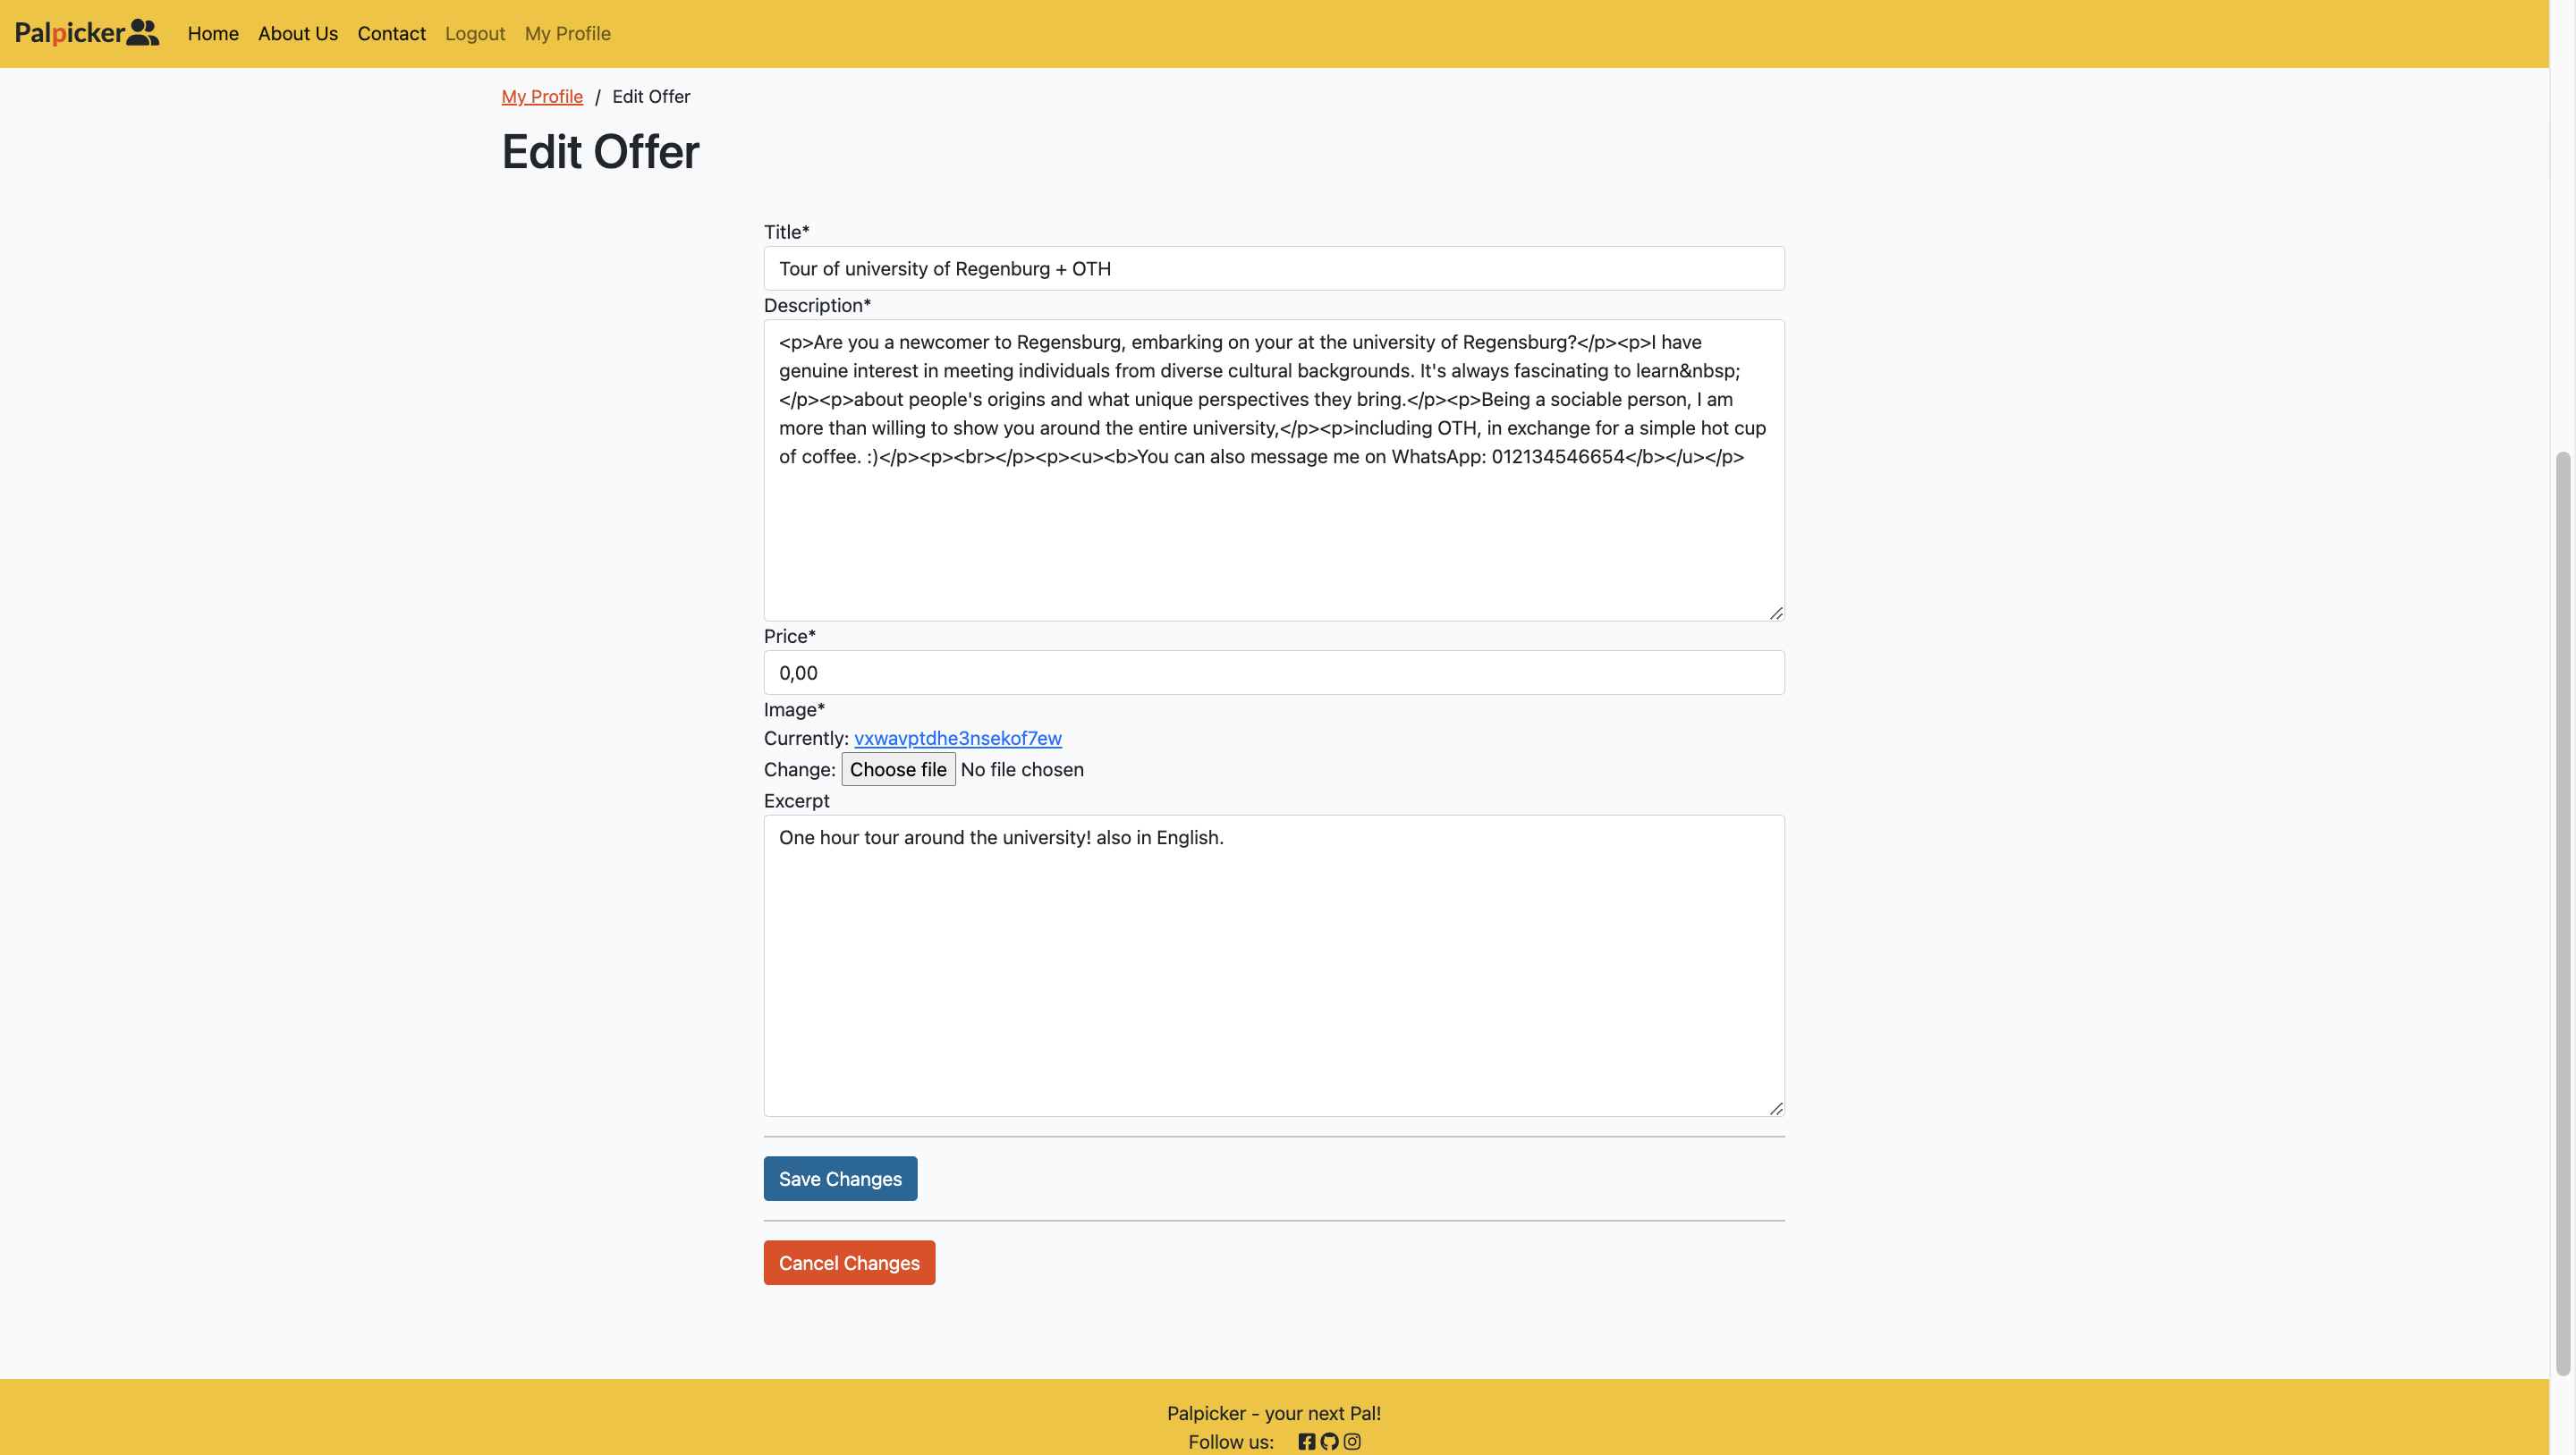 Palpicker Home About Us Contact Logout My Profile
My Profile / Edit Offer
Edit Offer
Title*
Tour of university of Regenburg + OTH
Description*
<p>Are you a newcomer to Regensburg, embarking on your at the university of Regensburg?</p><p>I have
genuine interest in meeting individuals from diverse cultural backgrounds. It's always fascinating to learn&nbsp;
</p><p>about people's origins and what unique perspectives they bring.</p><p>Being a sociable person, I am
more than willing to show you around the entire university,</p><p>including OTH, in exchange for a simple hot cup
of coffee. :)</p><p><br></p><p><u><b>You can also message me on WhatsApp: 012134546654</b></u></p>
Price*
0,00
Image*
Currently: vxwavptdhe3nsekof7ew
Change: Choose file No file chosen
Excerpt
One hour tour around the university! also in English.
Save Changes
Cancel Changes
Palpicker - your next Pal!
Follow us: